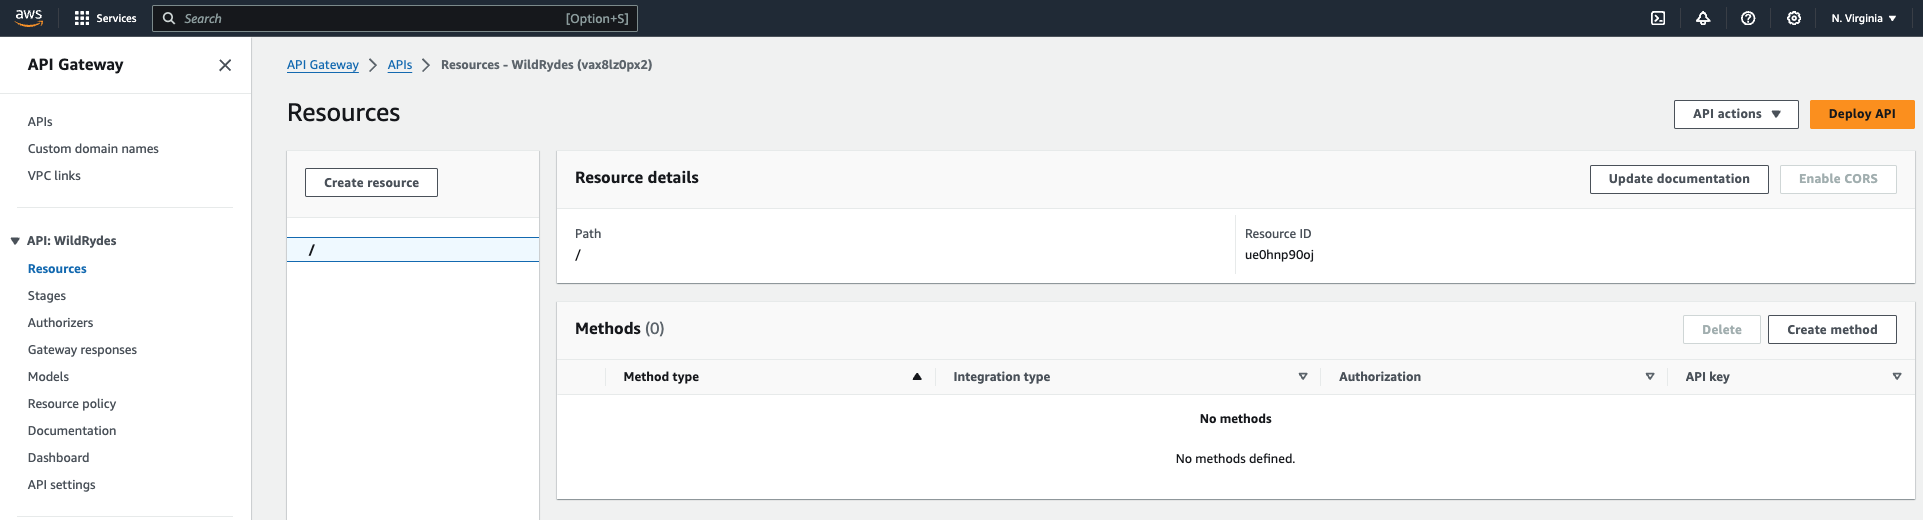 aws
Services
Search
[Option+S]
N. Virginia
API Gateway
APIs
Custom domain names
VPC links
API: WildRydes
Resources
Stages
Authorizers
Gateway responses
Models
Resource policy
Documentation
Dashboard
API settings
API Gateway
APIs
Resources - WildRydes (vax8lz0px2)
Resources
API actions
Deploy API
Create resource
/
Resource details
Update documentation
Enable CORS
Path
/
Resource ID
ue0hnp90oj
Methods (0)
Delete
Create method
Method type
Integration type
Authorization
API key
No methods
No methods defined.